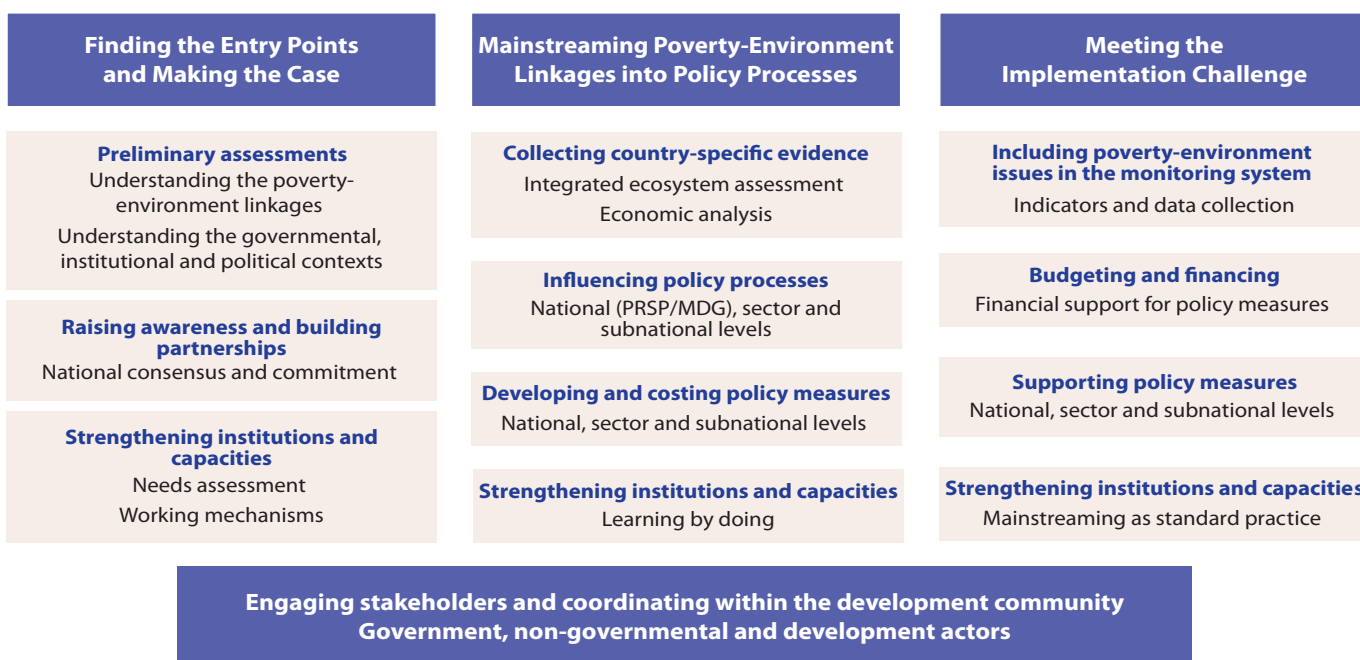 Finding the Entry Points
and Making the Case
Preliminary assessments
Understanding the poverty-
environment linkages
Understanding the governmental,
institutional and political contexts
Raising awareness and building
partnerships
National consensus and commitment
Strengthening institutions and
capacities
Needs assessment
Working mechanisms
Mainstreaming Poverty-Environment
Linkages into Policy Processes
Collecting country-specific evidence
Integrated ecosystem assessment
Economic analysis
Influencing policy processes
National (PRSP/MDG), sector and
subnational levels
Developing and costing policy measures
National, sector and subnational levels
Strengthening institutions and capacities
Learning by doing
Meeting the
Implementation Challenge
Including poverty-environment
issues in the monitoring system
Indicators and data collection
Budgeting and financing
Financial support for policy measures
Supporting policy measures
National, sector and subnational levels
Strengthening institutions and capacities
Mainstreaming as standard practice
Engaging stakeholders and coordinating within the development community
Government, non-governmental and development actors